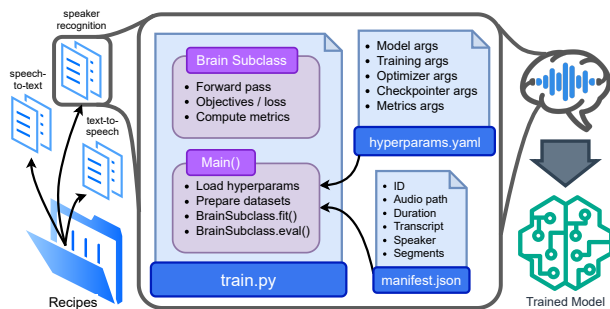 speaker
recognition
speech-
to-text
text-to-
speech
Recipes
Brain Subclass
• Forward pass
• Objectives / loss
• Compute metrics
Main()
• Load hyperparams
• Prepare datasets
• BrainSubclass.fit()
• BrainSubclass.eval()
train.py
• Model args
• Training args
• Optimizer args
• Checkpointer args
• Metrics args
hyperparams.yaml
• ID
• Audio path
• Duration
• Transcript
• Speaker
• Segments
manifest.json
Trained Model